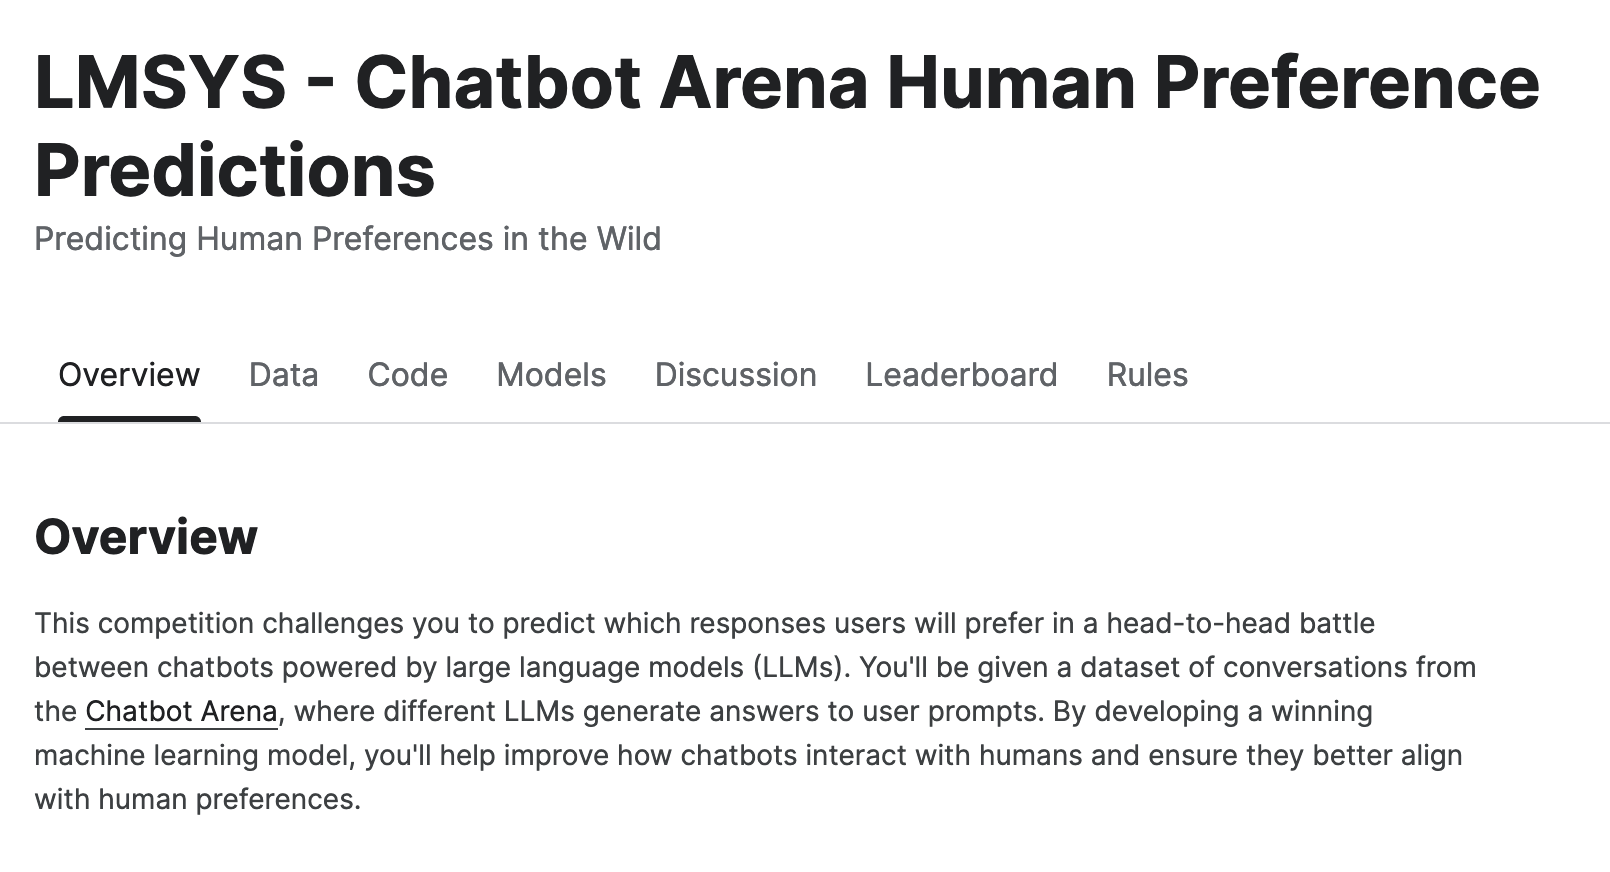 LMSYS - Chatbot Arena Human Preference
Predictions
Predicting Human Preferences in the Wild
Overview Data Code Models Discussion Leaderboard Rules
Overview
This competition challenges you to predict which responses users will prefer in a head-to-head battle
between chatbots powered by large language models (LLMs). You'll be given a dataset of conversations from
the Chatbot Arena, where different LLMs generate answers to user prompts. By developing a winning
machine learning model, you'll help improve how chatbots interact with humans and ensure they better align
with human preferences.